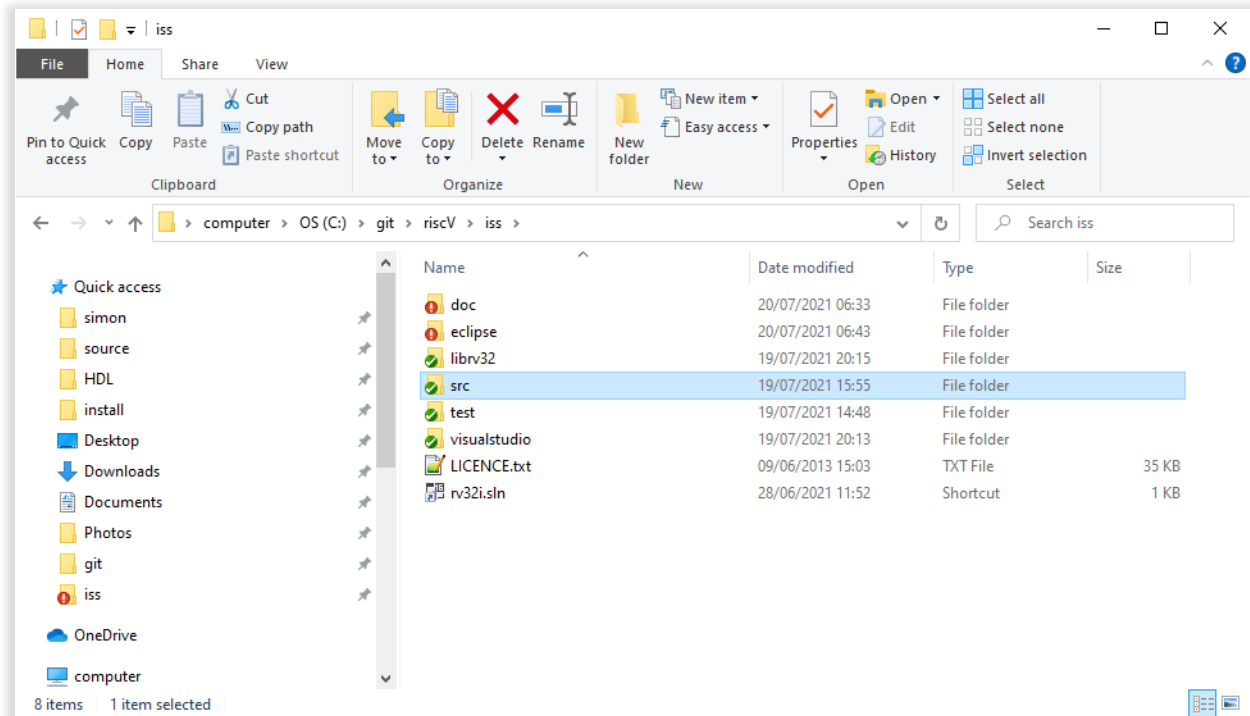 iss
File Home Share View
Pin to Quick access
Copy
Paste
Cut
Copy path
Paste shortcut
Clipboard
Move to
Copy to
Delete
Rename
Organize
New folder
New item
Easy access
New
Properties
Open
Edit
History
Open
Select all
Select none
Invert selection
Select
computer > OS (C:) > git > riscV > iss >
Search iss
Quick access
simon
source
HDL
install
Desktop
Downloads
Documents
Photos
git
iss
OneDrive
computer
Name Date modified Type Size
doc 20/07/2021 06:33 File folder
eclipse 20/07/2021 06:43 File folder
librv32 19/07/2021 20:15 File folder
src 19/07/2021 15:55 File folder
test 19/07/2021 14:48 File folder
visualstudio 19/07/2021 20:13 File folder
LICENCE.txt 09/06/2013 15:03 TXT File 35 KB
rv32i.sln 28/06/2021 11:52 Shortcut 1 KB
8 items 1 item selected